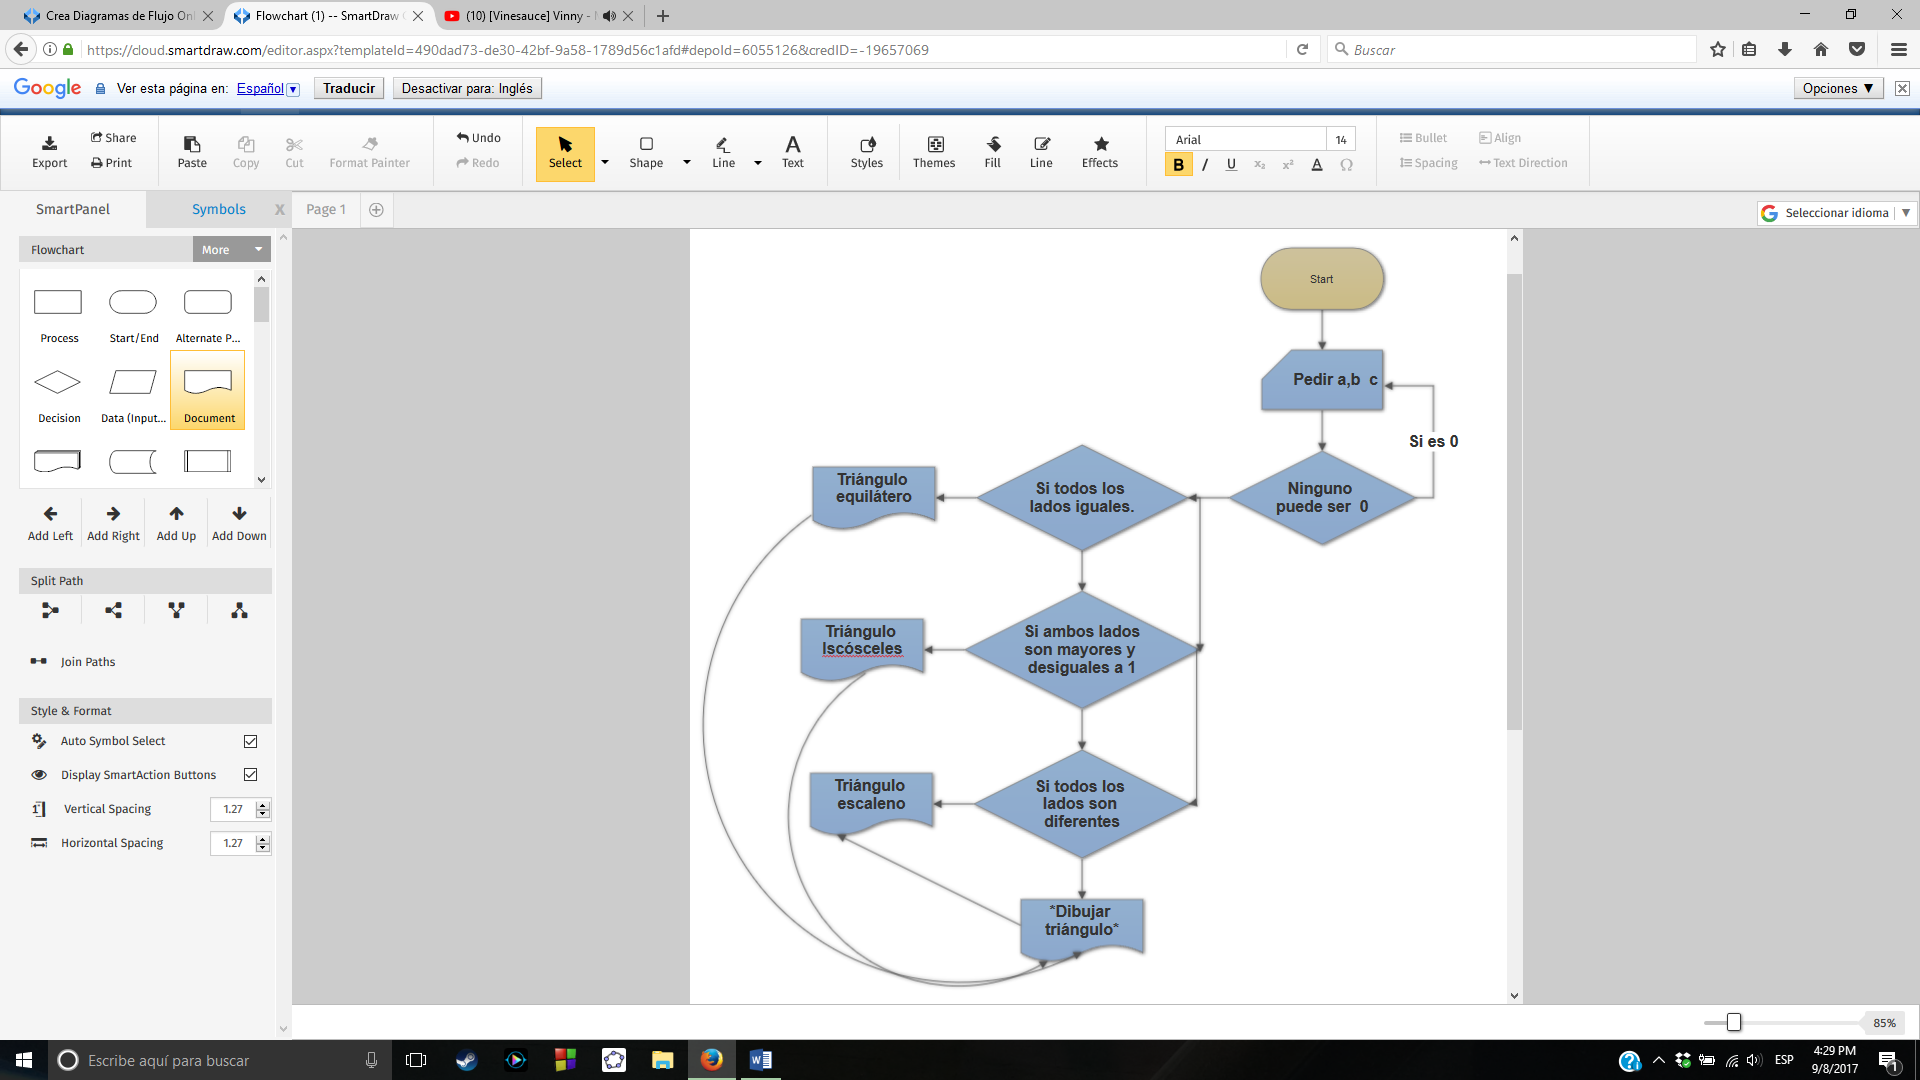 Crea Diagramas de Flujo Onl
Flowchart (1) -- SmartDraw
(10) [Vinesauce] Vinny -
https://cloud.smartdraw.com/editor.aspx?templateId=490dad73-de30-42bf-9a58-1789d56c1afd#depoId=6055126&credID=-19657069
Buscar
Google Ver esta página en: Español Traducir Desactivar para: Inglés Opciones
Export
Share
Print
Paste
Copy
Cut
Format Painter
Undo
Redo
Select
Shape
Line
Text
Styles
Themes
Fill
Line
Effects
Arial 14
B I U x₂ x² A Ω
Bullet
Align
Spacing
Text Direction
SmartPanel
Symbols X
Page 1
Seleccionar idioma
Flowchart More
Process
Start/End
Alternate P...
Decision
Data (Input...
Document
Add Left
Add Right
Add Up
Add Down
Split Path
Join Paths
Style & Format
Auto Symbol Select
Display SmartAction Buttons
Vertical Spacing 1.27
Horizontal Spacing 1.27
Start
Pedir a,b c
Si es 0
Ninguno
puede ser 0
Si todos los
lados iguales.
Triángulo
equilátero
Si ambos lados
son mayores y
desiguales a 1
Triángulo
Iscósceles
Si todos los
lados son
diferentes
Triángulo
escaleno
*Dibujar
triángulo*
85%
Escribe aquí para buscar
ESP
4:29 PM
9/8/2017
1